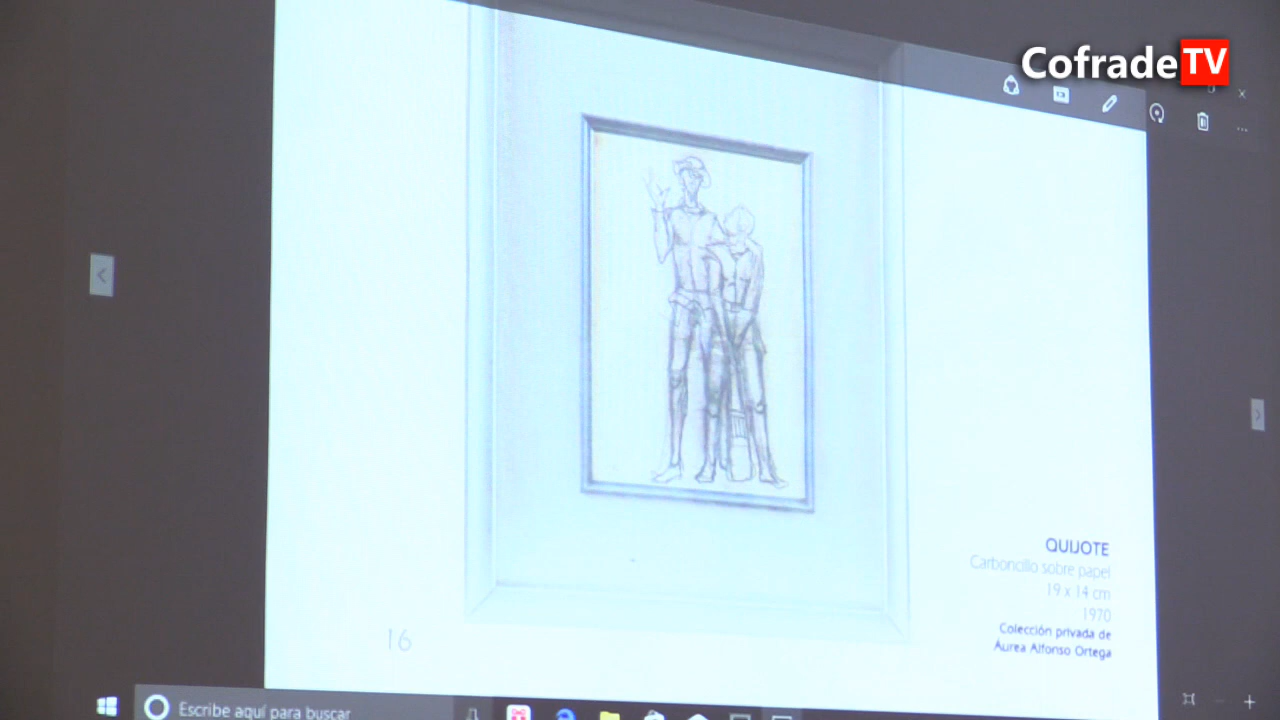 CofradeTV
QUIJOTE
Carboncillo sobre papel
19 x 14 cm
1970
Colección privada de
Áurea Alfonso Ortega
16
Escribe aquí para buscar